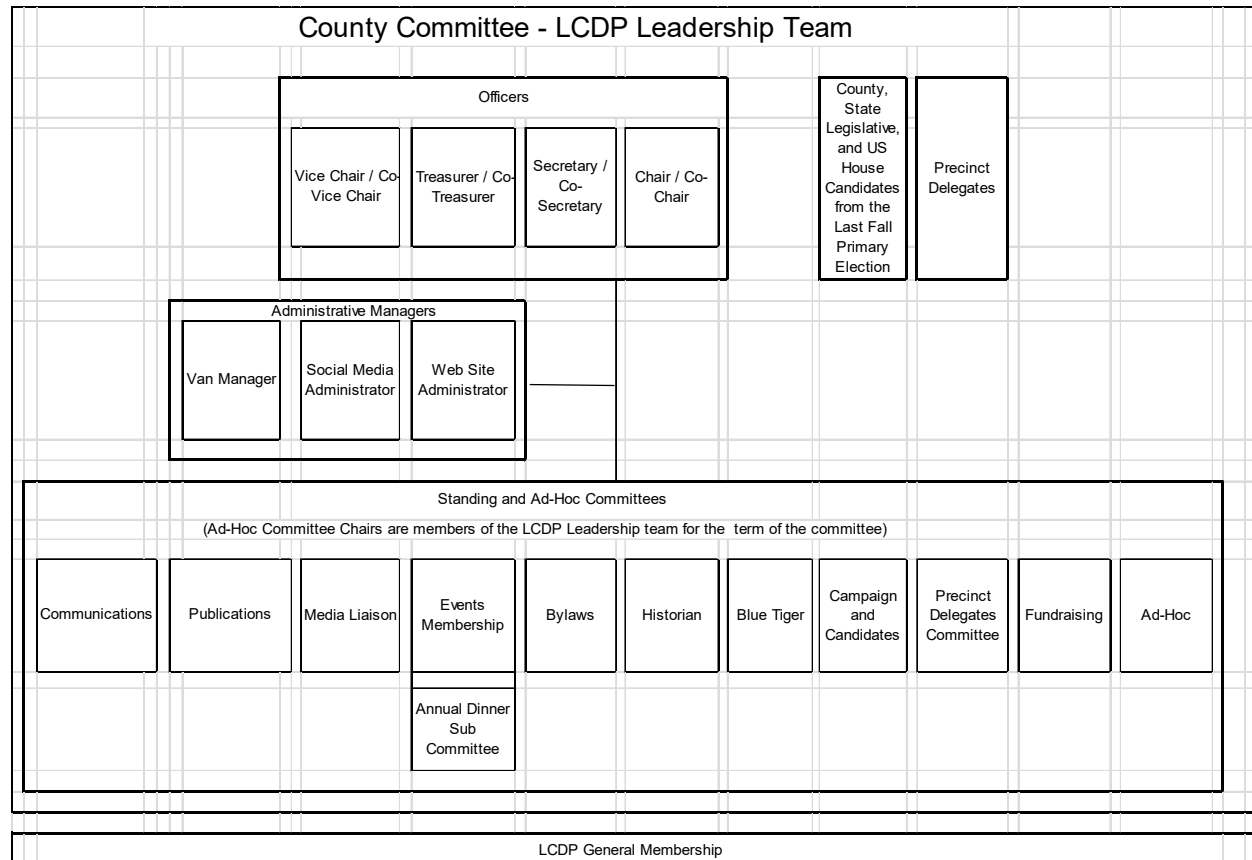 County Committee - LCDP Leadership Team
Officers
Vice Chair / Co-
Vice Chair
Treasurer / Co-
Treasurer
Secretary /
Co-
Secretary
Chair / Co-
Chair
County,
State
Legislative,
and US
House
Candidates
from the
Last Fall
Primary
Election
Precinct
Delegates
Administrative Managers
Van Manager
Social Media
Administrator
Web Site
Administrator
Standing and Ad-Hoc Committees
(Ad-Hoc Committee Chairs are members of the LCDP Leadership team for the term of the committee)
Communications
Publications
Media Liaison
Events
Membership
Bylaws
Historian
Blue Tiger
Campaign
and
Candidates
Precinct
Delegates
Committee
Fundraising
Ad-Hoc
Annual Dinner
Sub
Committee
LCDP General Membership